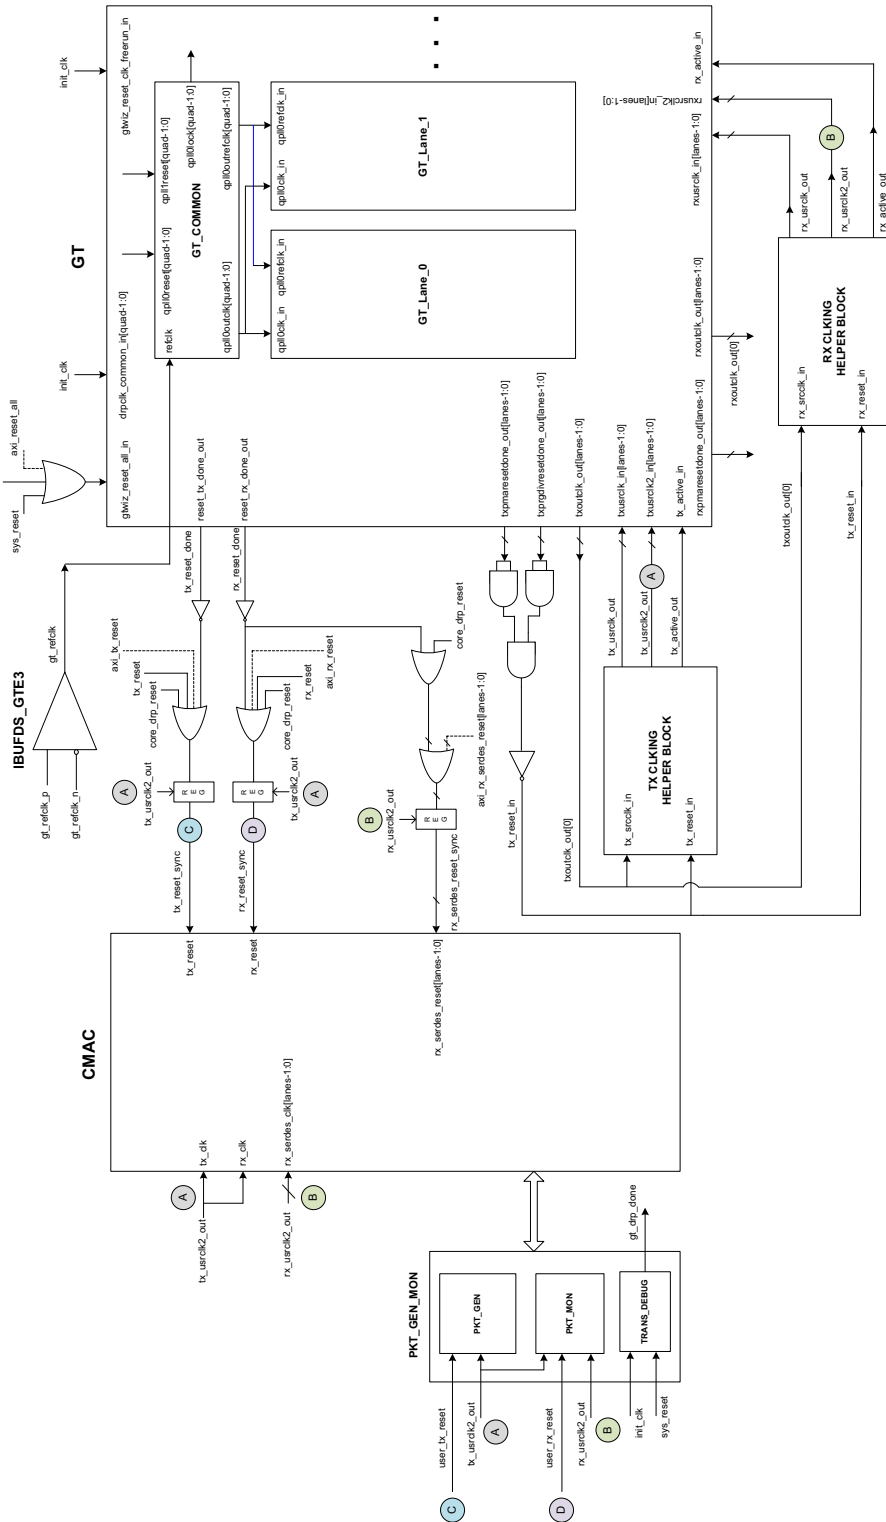 GT
init_clk
gtwiz_reset_clk_freerun_in
init_clk
drpclk_common_in[quad-1:0]
axi_reset_all
sys_reset
gtwiz_reset_all_in
qpll1reset[quad-1:0]
qpll0reset[quad-1:0]
qpll0lock[quad-1:0]
GT_COMMON
refclk
qpll0outrefclk[quad-1:0]
qpll0outclk[quad-1:0]
qpll0refclk_in
qpll0clk_in
GT_Lane_1
qpll0refclk_in
qpll0clk_in
GT_Lane_0
rx_active_in
rxusrclk2_in[lanes-1:0]
rxusrclk_in[lanes-1:0]
rxoutclk_out[lanes-1:0]
rxpmaresetdone_out[lanes-1:0]
rxoutclk_out[0]
B
rx_usrclk_out
rx_usrclk2_out
rx_active_out
RX CLKING
HELPER BLOCK
rx_srcclk_in
rx_reset_in
txoutclk_out[0]
tx_reset_in
reset_tx_done_out
reset_rx_done_out
txpmaresetdone_out[lanes-1:0]
txprgdivresetdone_out[lanes-1:0]
txoutclk_out[lanes-1:0]
txusrclk_in[lanes-1:0]
txusrclk2_in[lanes-1:0]
tx_active_in
IBUFDS_GTE3
gt_refclk
gt_refclk_p
gt_refclk_n
tx_reset_done
rx_reset_done
axi_tx_reset
tx_reset
core_drp_reset
axi_rx_reset
rx_reset
core_drp_reset
core_drp_reset
axi_rx_serdes_reset[lanes-1:0]
A
tx_usrclk_out
tx_usrclk2_out
tx_active_out
TX CLKING
HELPER BLOCK
tx_srcclk_in
tx_reset_in
tx_reset_in
txoutclk_out[0]
A
tx_usrclk2_out
REG
REG
tx_usrclk2_out
A
B
rx_usrclk2_out
REG
C
D
tx_reset_sync
rx_reset_sync
rx_serdes_reset_sync
CMAC
tx_reset
rx_reset
rx_serdes_reset[lanes-1:0]
tx_clk
rx_clk
rx_serdes_clk[lanes-1:0]
A
tx_usrclk2_out
rx_usrclk2_out
B
PKT_GEN_MON
PKT_GEN
PKT_MON
TRANS_DEBUG
gt_drp_done
user_tx_reset
tx_usrclk2_out
A
user_rx_reset
rx_usrclk2_out
B
init_clk
sys_reset
C
D